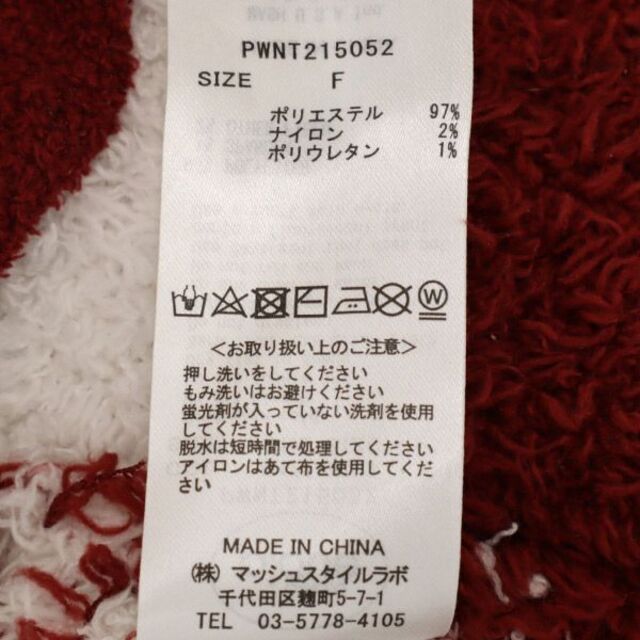 PWNT215052
SIZE F
ポリエステル 97%
ナイロン 2%
ポリウレタン 1%
W
<お取り扱い上のご注意>
押し洗いをしてください
もみ洗いはお避けください
蛍光剤が入っていない洗剤を使用
してください
脱水は短時間で処理してください
アイロンはあて布を使用してくだ
さい
MADE IN CHINA
(株) マッシュスタイルラボ
千代田区麹町5-7-1
TEL 03-5778-4105